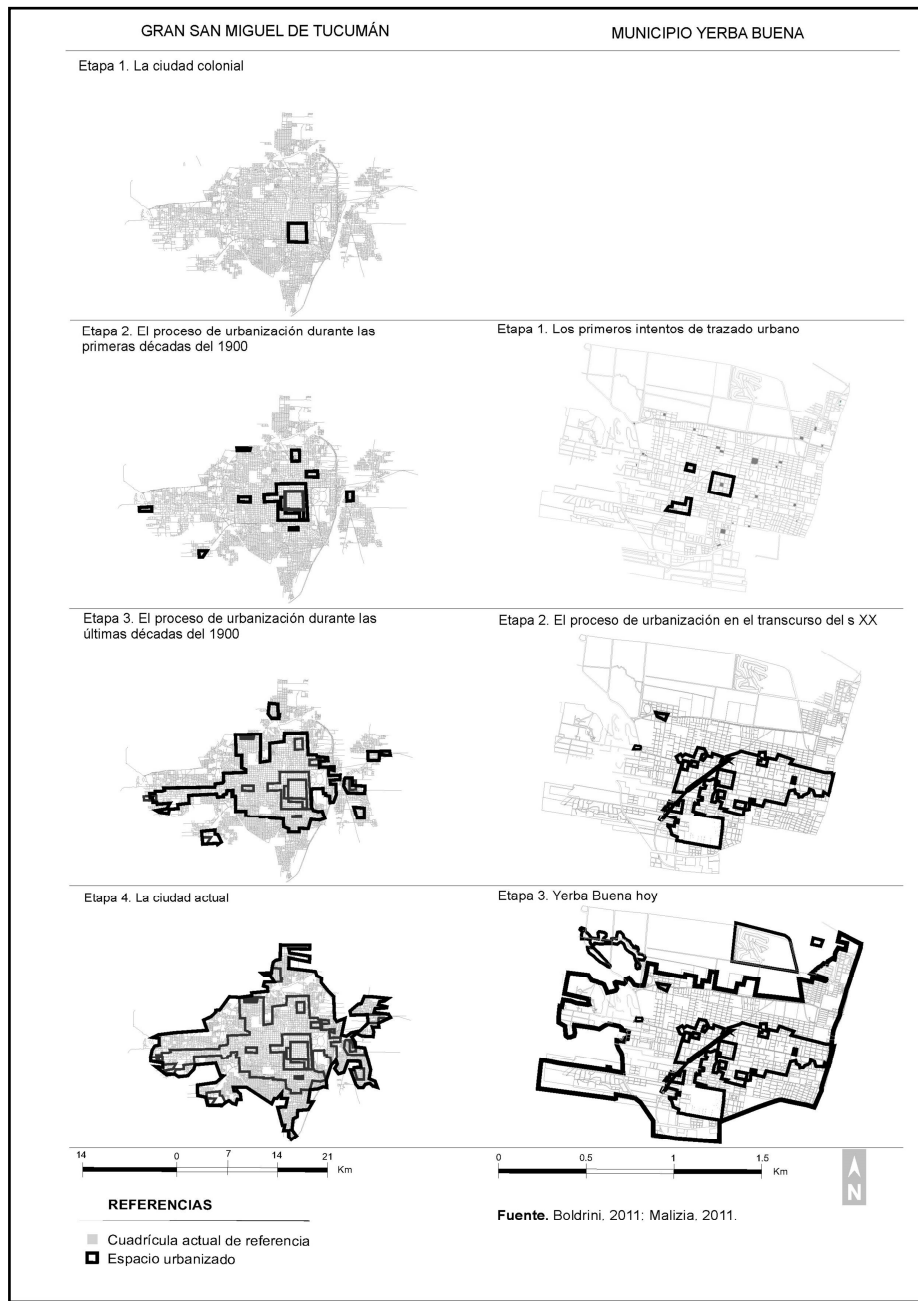 GRAN SAN MIGUEL DE TUCUMÁN
MUNICIPIO YERBA BUENA
Etapa 1. La ciudad colonial
Etapa 2. El proceso de urbanización durante las
primeras décadas del 1900
Etapa 1. Los primeros intentos de trazado urbano
Etapa 3. El proceso de urbanización durante las
últimas décadas del 1900
Etapa 2. El proceso de urbanización en el transcurso del s XX
Etapa 4. La ciudad actual
Etapa 3. Yerba Buena hoy
14 0 7 14 21
Km
0 0.5 1 1.5
Km
N
REFERENCIAS
Cuadrícula actual de referencia
Espacio urbanizado
Fuente. Boldrini, 2011; Malizia, 2011.